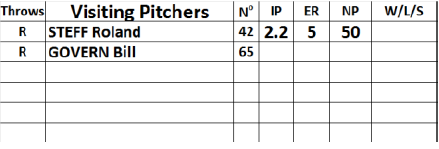 Throws Visiting Pitchers Nº IP ER NP W/L/S
R STEFF Roland 42 2.2 5 50
R GOVERN Bill 65